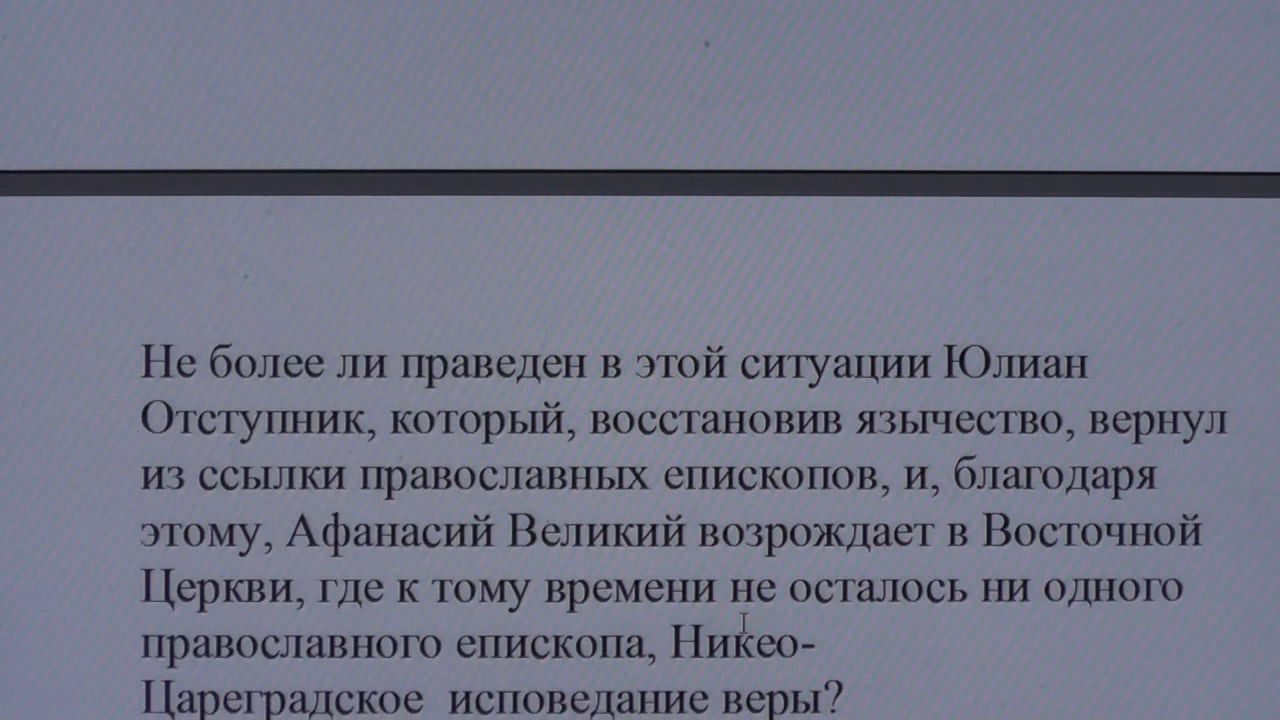 Не более ли праведен в этой ситуации Юлиан
Отступник, который, восстановив язычество, вернул
из ссылки православных епископов, и, благодаря
этому, Афанасий Великий возрождает в Восточной
Церкви, где к тому времени не осталось ни одного
православного епископа, Никео-
Цареградское исповедание веры?